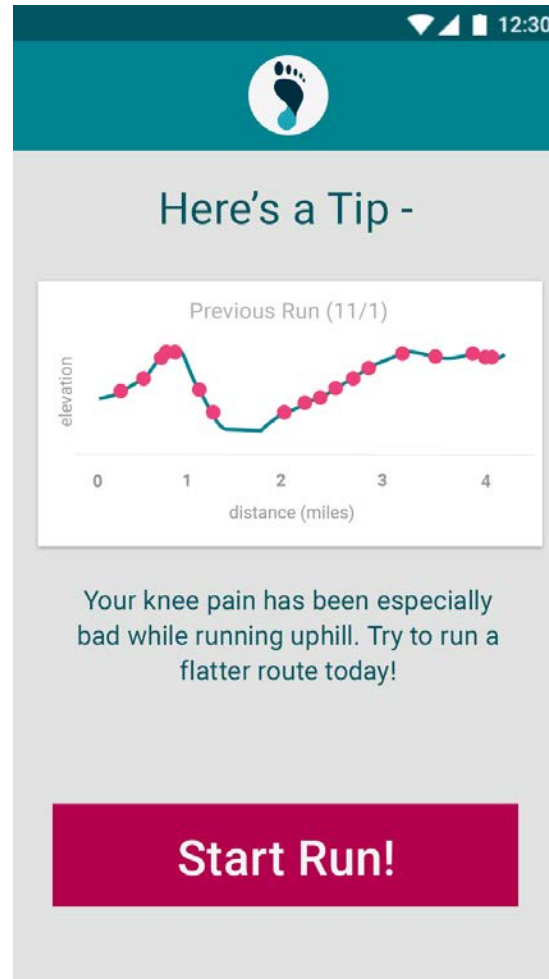 12:30
Here's a Tip -
Previous Run (11/1)
elevation
0 1 2 3 4
distance (miles)
Your knee pain has been especially
bad while running uphill. Try to run a
flatter route today!
Start Run!